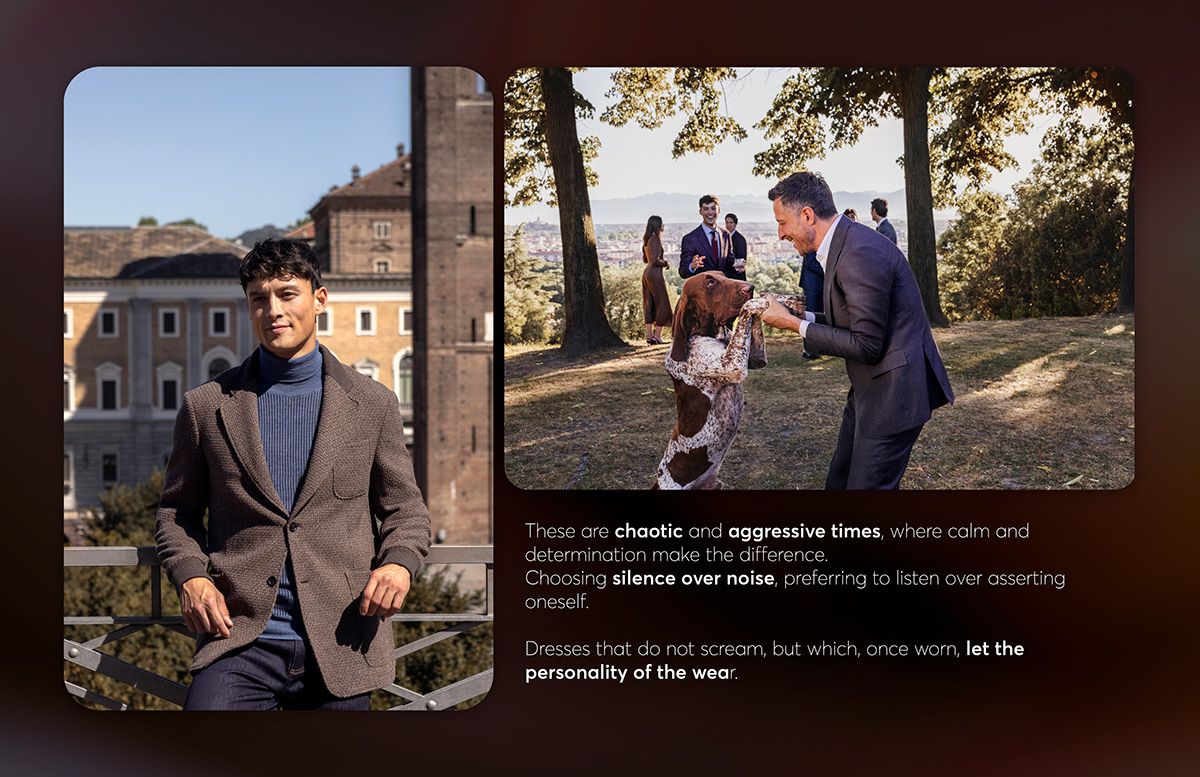 These are chaotic and aggressive times, where calm and
determination make the difference.
Choosing silence over noise, preferring to listen over asserting
oneself.
Dresses that do not scream, but which, once worn, let the
personality of the wear.